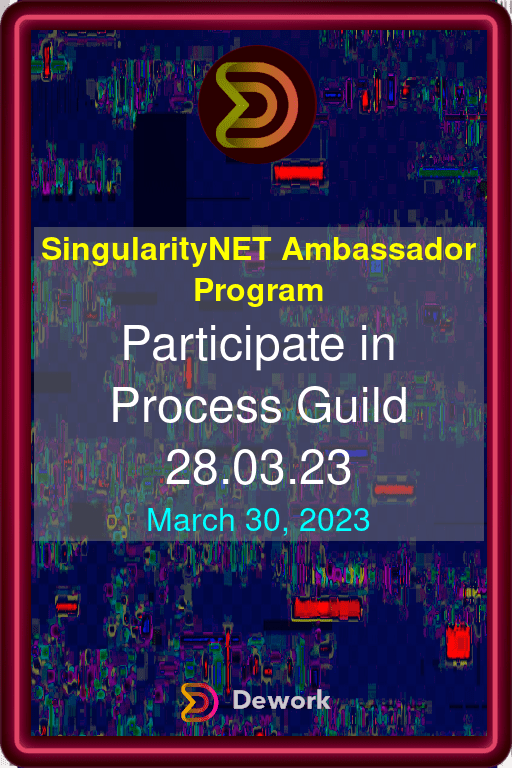 SingularityNET Ambassador
Program
Participate in
Process Guild
28.03.23
March 30, 2023
Dework